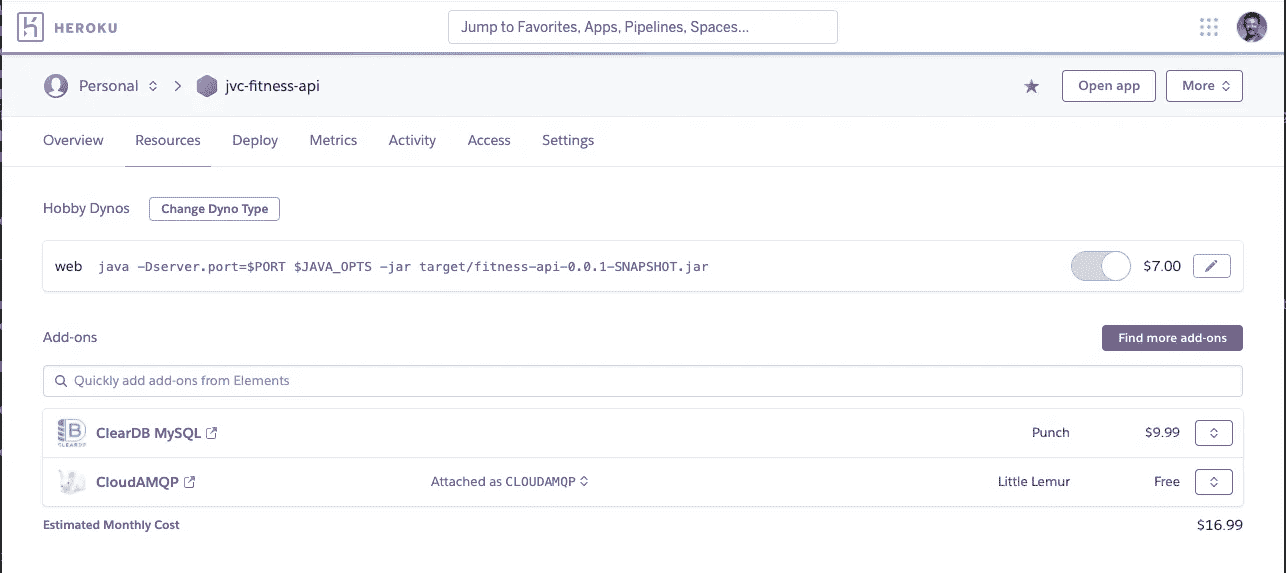 HEROKU
Jump to Favorites, Apps, Pipelines, Spaces...
Personal jvc-fitness-api
Open app More
Overview Resources Deploy Metrics Activity Access Settings
Hobby Dynos Change Dyno Type
web java -Dserver.port=$PORT $JAVA_OPTS -jar target/fitness-api-0.0.1-SNAPSHOT.jar $7.00
Add-ons Find more add-ons
Quickly add add-ons from Elements
ClearDB MySQL Punch $9.99
CloudAMQP Attached as CLOUDAMQP Little Lemur Free
Estimated Monthly Cost $16.99